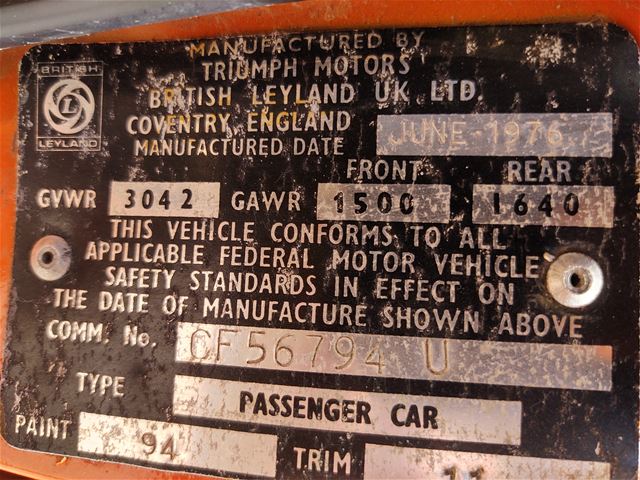 MANUFACTURED BY
TRIUMPH MOTORS
BRITISH LEYLAND UK LTD.
COVENTRY ENGLAND
MANUFACTURED DATE JUNE-1976
BRITISH
L
LEYLAND
FRONT REAR
GVWR 3042 GAWR 1500 1640
THIS VEHICLE CONFORMS TO ALL
APPLICABLE FEDERAL MOTOR VEHICLE
SAFETY STANDARDS IN EFFECT ON
THE DATE OF MANUFACTURE SHOWN ABOVE
COMM. No. CF56794 U
TYPE PASSENGER CAR
PAINT 94 TRIM 11